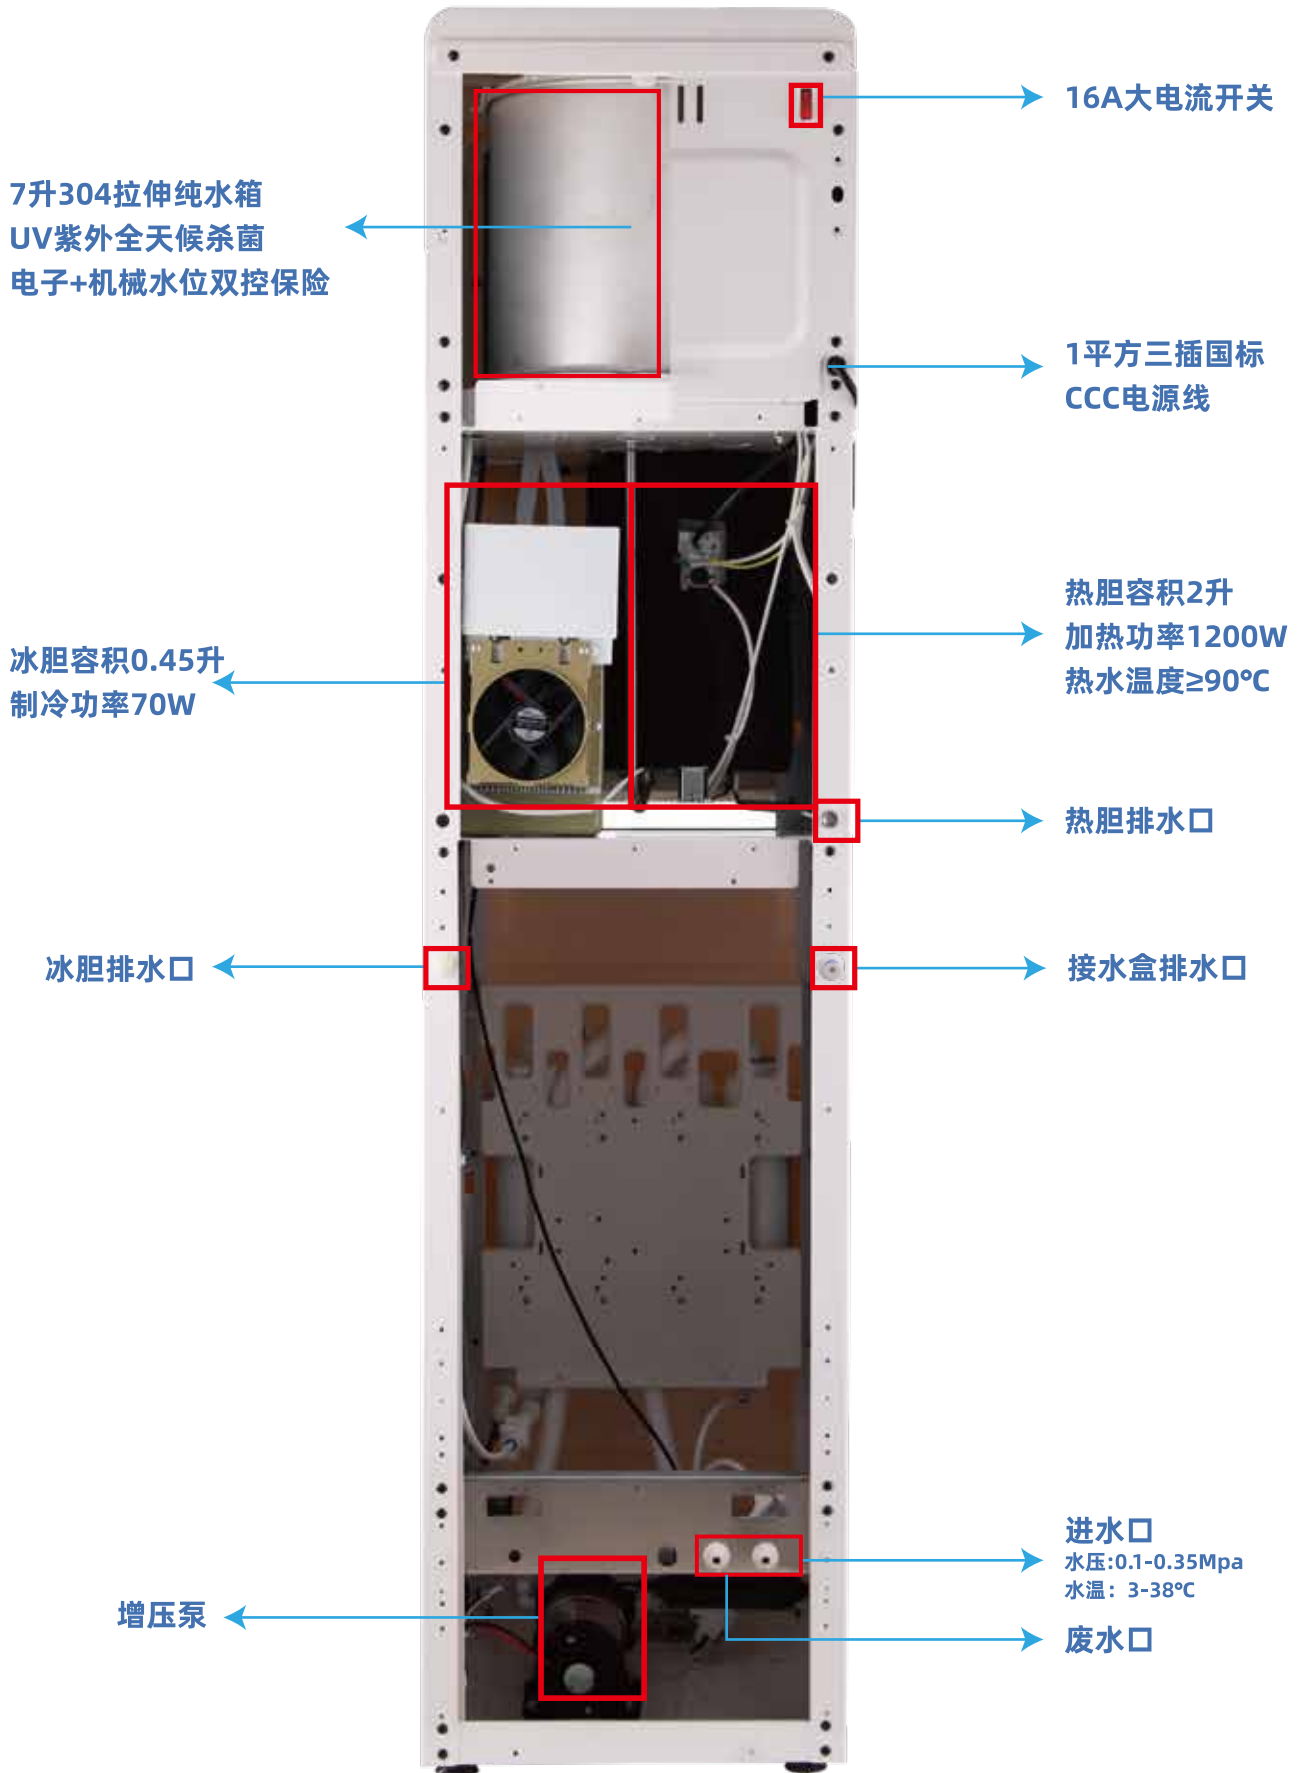 16A大电流开关
7升304拉伸纯水箱
UV紫外全天候杀菌
电子+机械水位双控保险
1平方三插国标
CCC电源线
热胆容积2升
加热功率1200W
热水温度≥90℃
冰胆容积0.45升
制冷功率70W
热胆排水口
冰胆排水口
接水盒排水口
进水口
水压:0.1-0.35Mpa
水温：3-38℃
增压泵
废水口